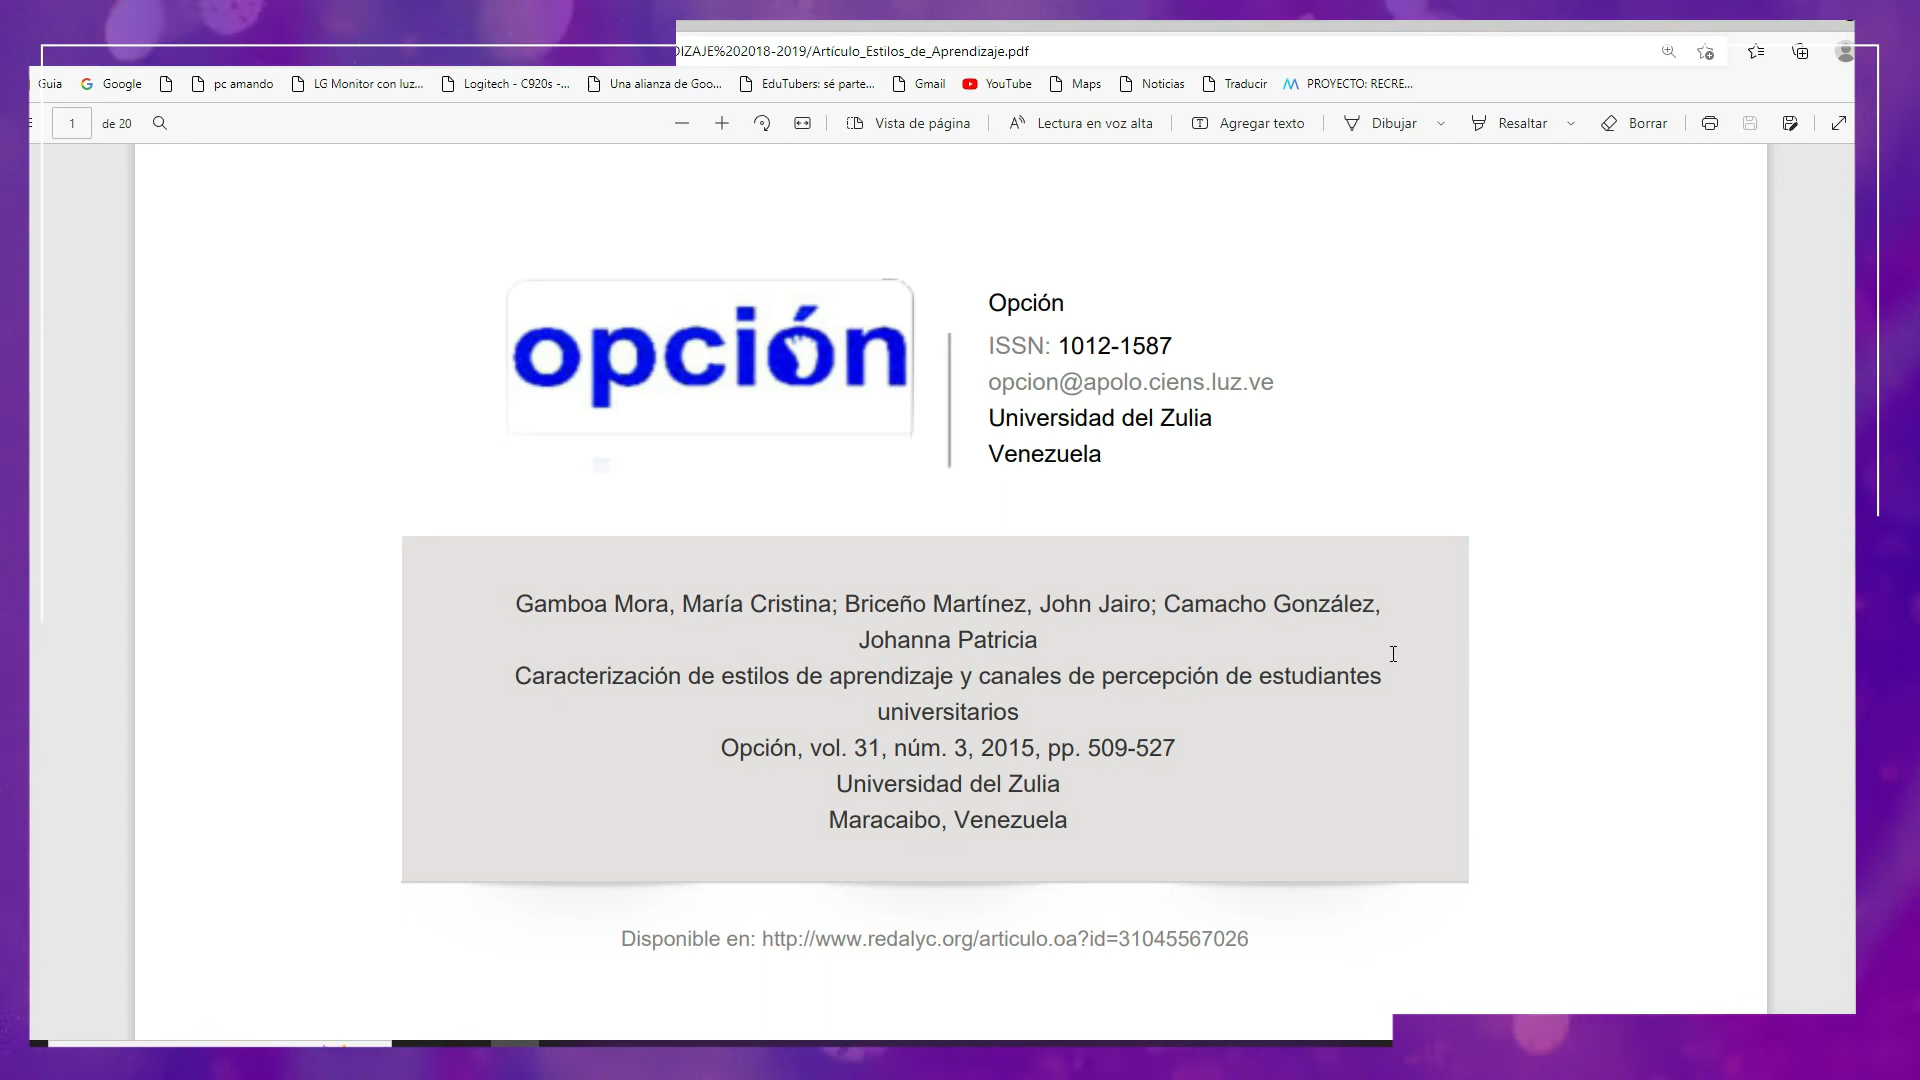 DIZAJE%202018-2019/Artículo_Estilos_de_Aprendizaje.pdf
Guia Google pc amando LG Monitor con luz... Logitech - C920s -... Una alianza de Goo... EduTubers: sé parte... Gmail YouTube Maps Noticias Traducir PROYECTO: RECRE...
1 de 20 Vista de página Lectura en voz alta Agregar texto Dibujar Resaltar Borrar
opción
Opción
ISSN: 1012-1587
opcion@apolo.ciens.luz.ve
Universidad del Zulia
Venezuela
Gamboa Mora, María Cristina; Briceño Martínez, John Jairo; Camacho González,
Johanna Patricia
Caracterización de estilos de aprendizaje y canales de percepción de estudiantes
universitarios
Opción, vol. 31, núm. 3, 2015, pp. 509-527
Universidad del Zulia
Maracaibo, Venezuela
Disponible en: http://www.redalyc.org/articulo.oa?id=31045567026